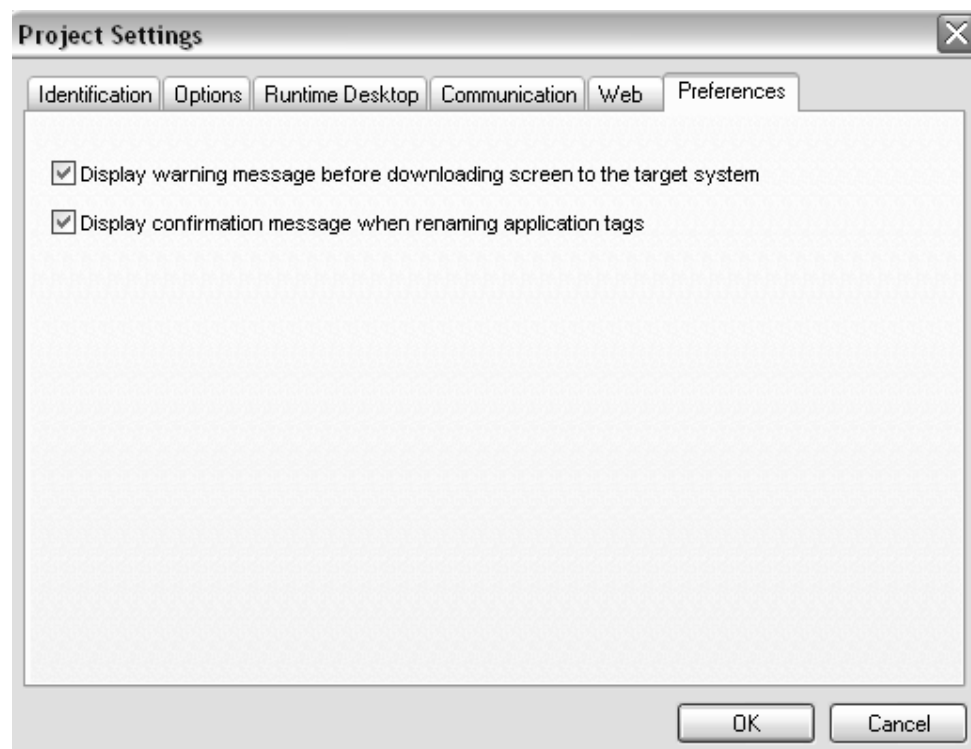 Project Settings
Identification Options Runtime Desktop Communication Web Preferences
Display warning message before downloading screen to the target system
Display confirmation message when renaming application tags
OK Cancel